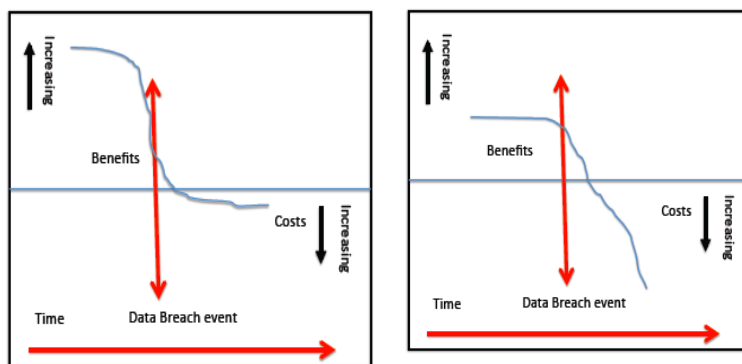 Increasing
Benefits
Costs
Increasing
Time
Data Breach event
Increasing
Benefits
Costs
Increasing
Time
Data Breach event